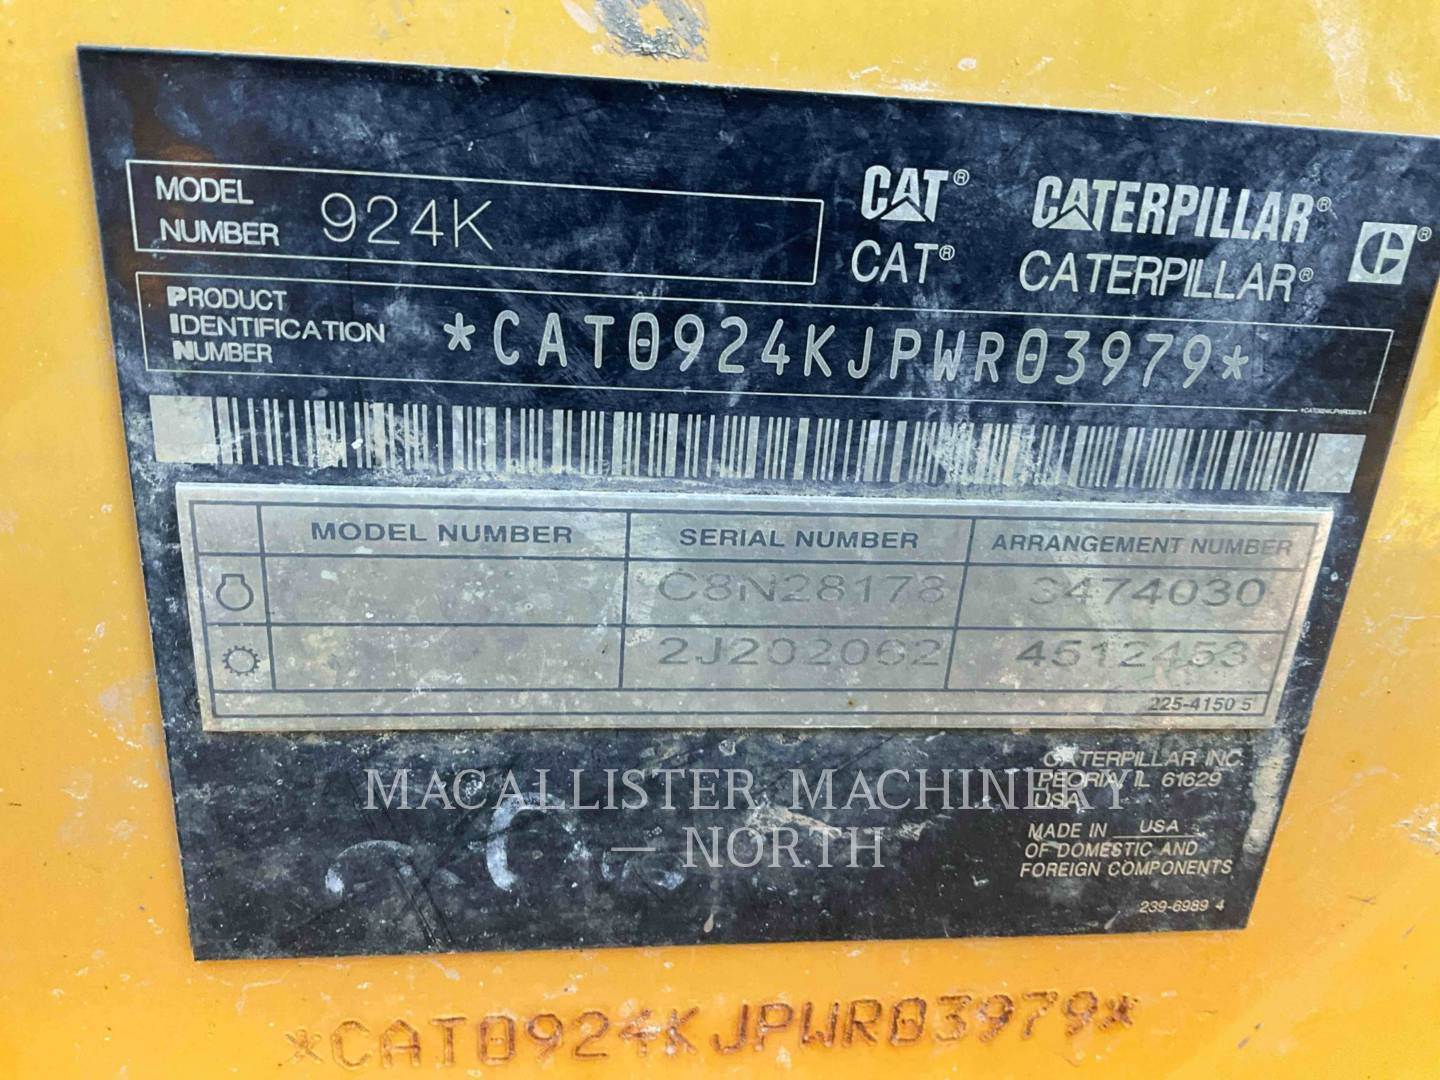 MODEL
NUMBER 924K
CAT® CATERPILLAR®
CAT® CATERPILLAR®
PRODUCT
IDENTIFICATION
NUMBER
*CAT0924KJPWR03979*
*CAT0924KJPWR03979*
MODEL NUMBER SERIAL NUMBER ARRANGEMENT NUMBER
C8N28178 3474030
2J202062 4512453
225-4150 5
CATERPILLAR INC.
PEORIA, IL 61629
USA
MADE IN USA
OF DOMESTIC AND
FOREIGN COMPONENTS
239-6989 4
MACALLISTER MACHINERY
— NORTH
*CAT0924KJPWR03979*